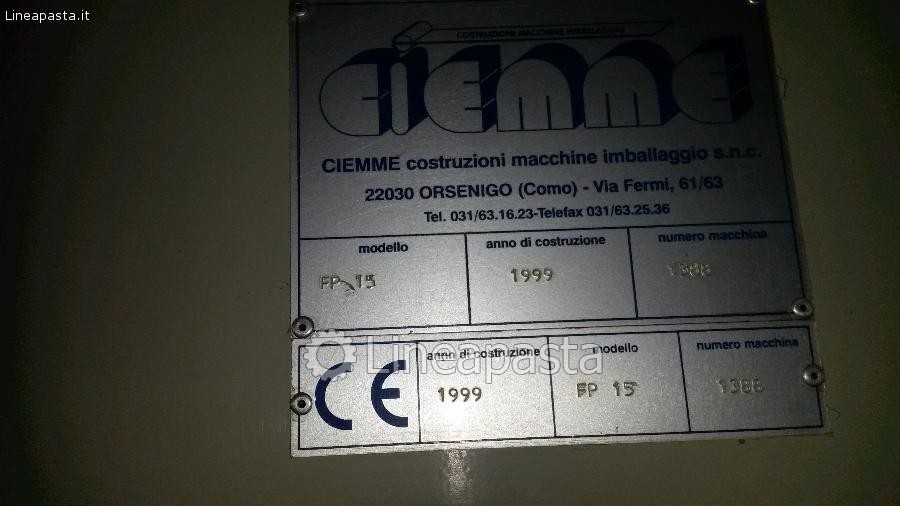 Lineapasta.it
COSTRUZIONI MACCHINE IMBALLAGGIO
CIEMME
CIEMME costruzioni macchine imballaggio s.n.c.
22030 ORSENIGO (Como) - Via Fermi, 61/63
Tel. 031/63.16.23-Telefax 031/63.25.36
modello anno di costruzione numero macchina
FP 15 1999 1388
Lineapasta
CE anno di costruzione modello numero macchina
1999 FP 15 1388